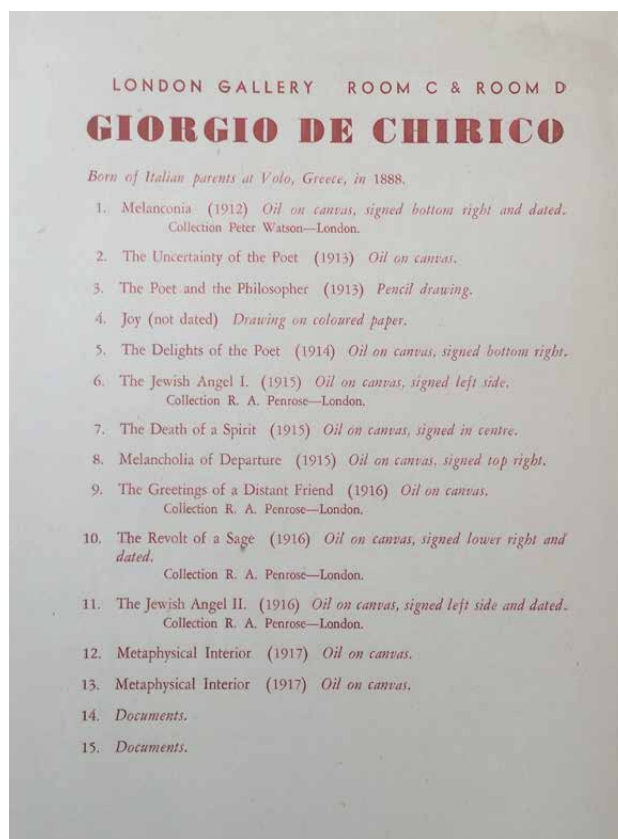 LONDON GALLERY ROOM C & ROOM D
GIORGIO DE CHIRICO
Born of Italian parents at Volo, Greece, in 1888.
1. Melanconia (1912) Oil on canvas, signed bottom right and dated.
Collection Peter Watson—London.
2. The Uncertainty of the Poet (1913) Oil on canvas.
3. The Poet and the Philosopher (1913) Pencil drawing.
4. Joy (not dated) Drawing on coloured paper.
5. The Delights of the Poet (1914) Oil on canvas, signed bottom right.
6. The Jewish Angel I. (1915) Oil on canvas, signed left side.
Collection R. A. Penrose—London.
7. The Death of a Spirit (1915) Oil on canvas, signed in centre.
8. Melancholia of Departure (1915) Oil on canvas, signed top right.
9. The Greetings of a Distant Friend (1916) Oil on canvas.
Collection R. A. Penrose—London.
10. The Revolt of a Sage (1916) Oil on canvas, signed lower right and
dated.
Collection R. A. Penrose—London.
11. The Jewish Angel II. (1916) Oil on canvas, signed left side and dated.
Collection R. A. Penrose—London.
12. Metaphysical Interior (1917) Oil on canvas.
13. Metaphysical Interior (1917) Oil on canvas.
14. Documents.
15. Documents.